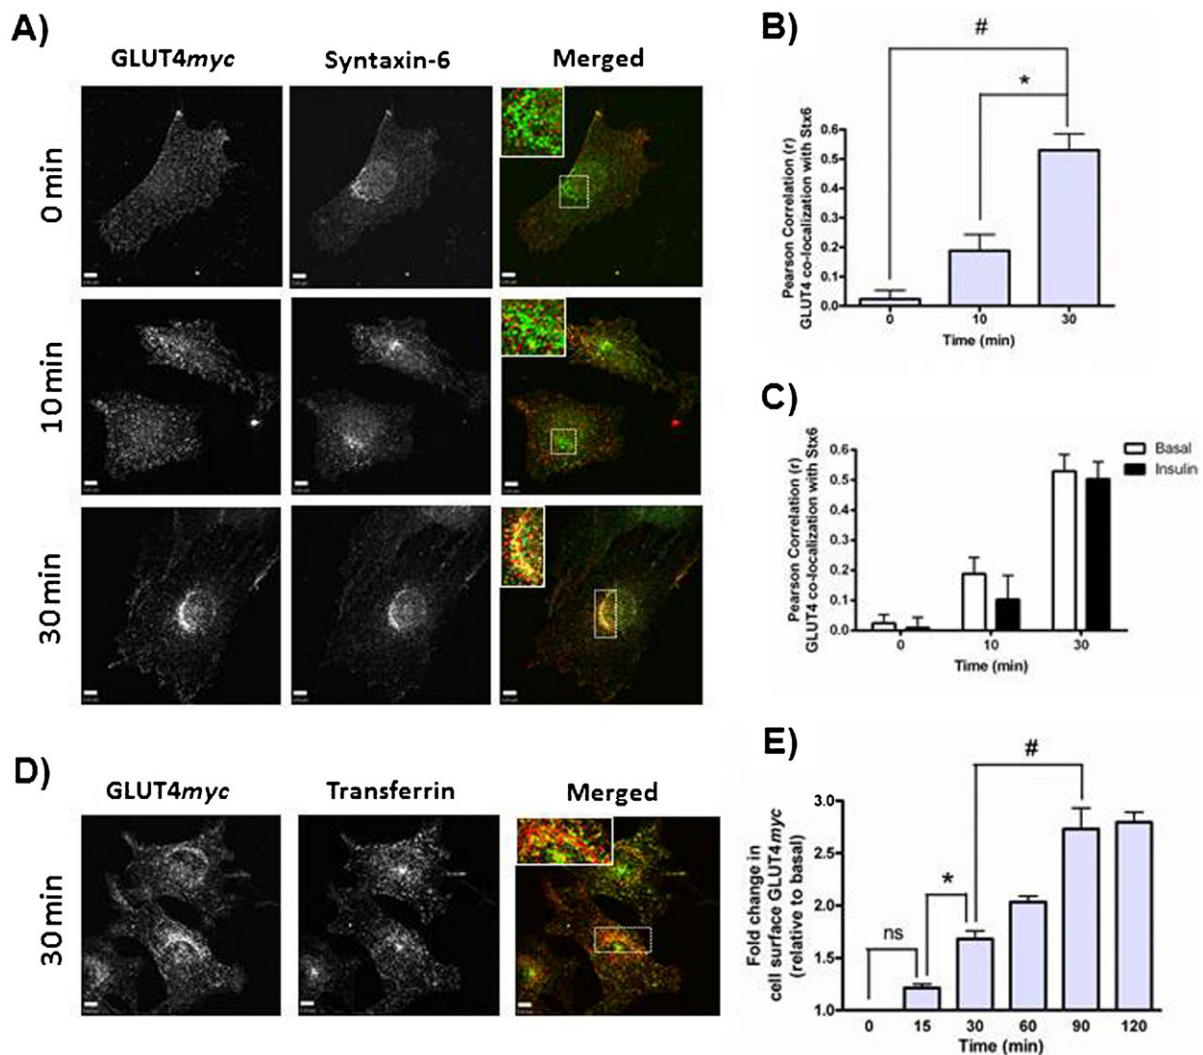 A)
GLUT4myc
Syntaxin-6
Merged
0 min
10 min
30 min
B)
Pearson Correlation (r)
GLUT4 co-localization with Stx6
0.6
0.5
0.4
0.3
0.2
0.1
0.0
#
*
0
10
30
Time (min)
C)
Pearson Correlation (r)
GLUT4 co-localization with Stx6
0.6
0.5
0.4
0.3
0.2
0.1
0.0
Basal
Insulin
0
10
30
Time (min)
D)
GLUT4myc
Transferrin
Merged
30 min
E)
Fold change in
cell surface GLUT4myc
(relative to basal)
3.0
2.5
2.0
1.5
1.0
ns
*
#
0
15
30
60
90
120
Time (min)